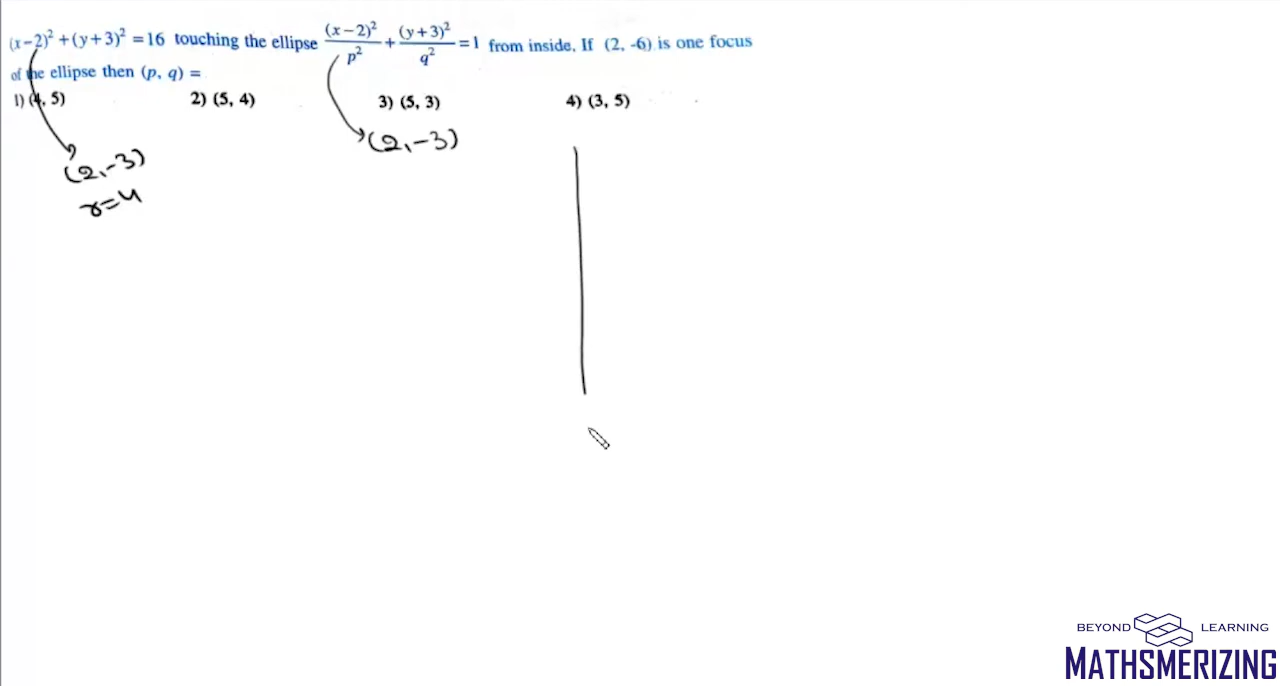 (x−2)² + (y+3)² = 16 touching the ellipse (x−2)²/p² + (y+3)²/q² = 1 from inside. If (2, -6) is one focus
of the ellipse then (p, q) =
1) (4, 5) 2) (5, 4) 3) (5, 3) 4) (3, 5)
(2,-3)
(2,-3)
r=4
BEYOND LEARNING
MATHSMERIZING